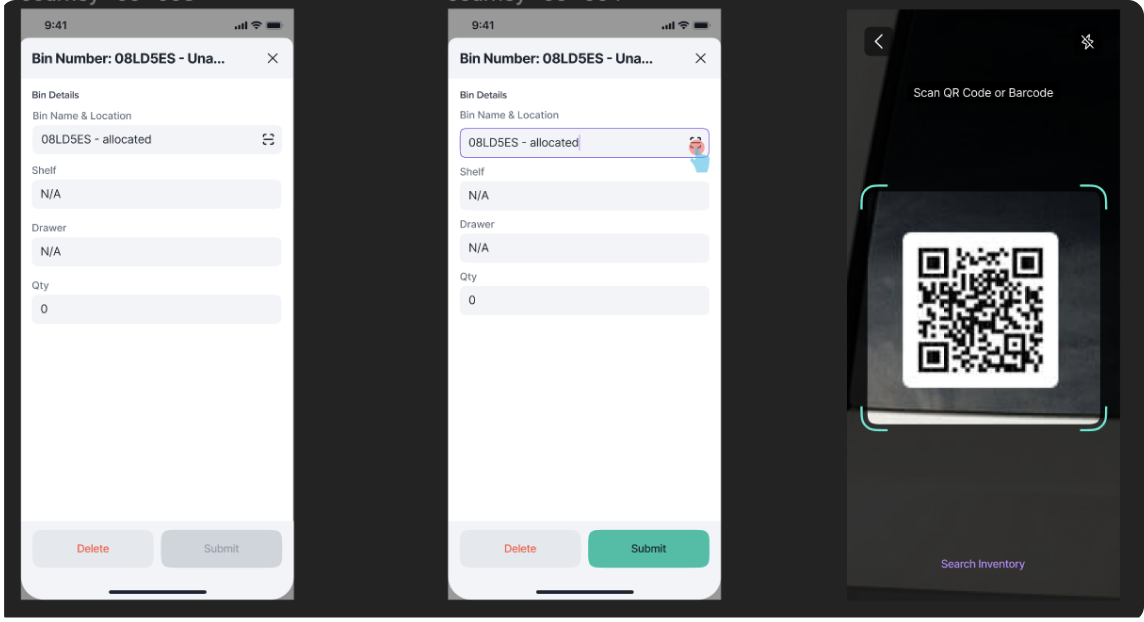 9:41
Bin Number: 08LD5ES - Una...
Bin Details
Bin Name & Location
08LD5ES - allocated
Shelf
N/A
Drawer
N/A
Qty
0
Delete
Submit
9:41
Bin Number: 08LD5ES - Una...
Bin Details
Bin Name & Location
08LD5ES - allocated
Shelf
N/A
Drawer
N/A
Qty
0
Delete
Submit
Scan QR Code or Barcode
Search Inventory